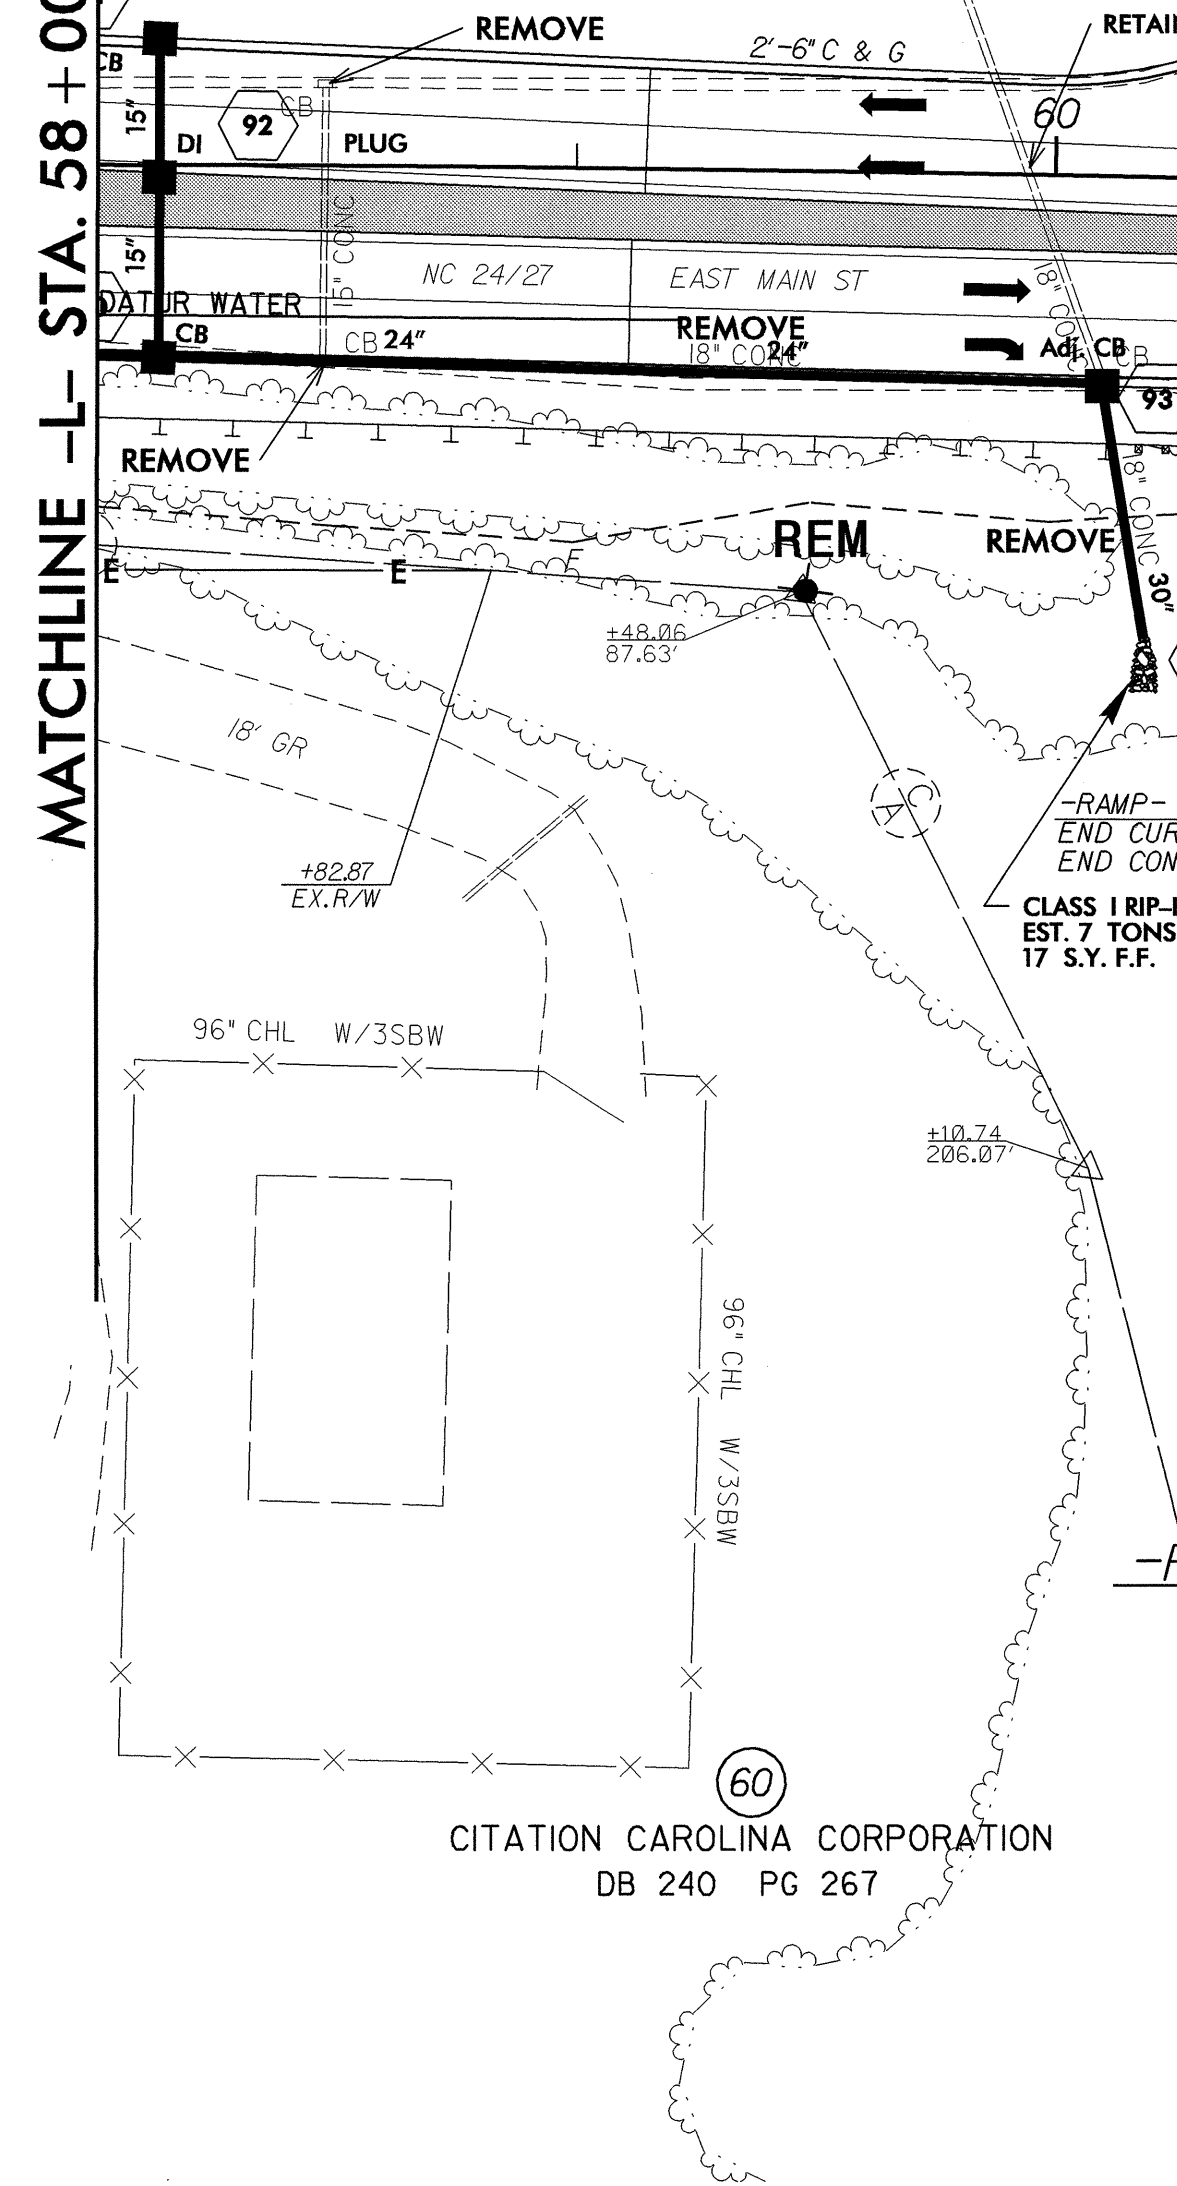 MATCHLINE -L- STA. 58+00
REMOVE
2'-6" C & G
CB
15"
92
CB
DI
PLUG
60
15"
15" CONC
NC 24/27
EAST MAIN ST
18" CONC
WATER
REMOVE
CB
CB
24"
18" CONC
24"
Adj. CB
CB
93
REMOVE
18" CONC
REM
REMOVE
E
E
E
30"
+48.06
87.63'
18' GR
C
A
-RAMP-
+82.87
EX.R/W
END CON
CLASS I RIP-
EST. 7 TONS
17 S.Y. F.F.
96" CHL W/3SBW
+10.74
206.07'
96" CHL W/3SBW
60
CITATION CAROLINA CORPORATION
DB 240 PG 267